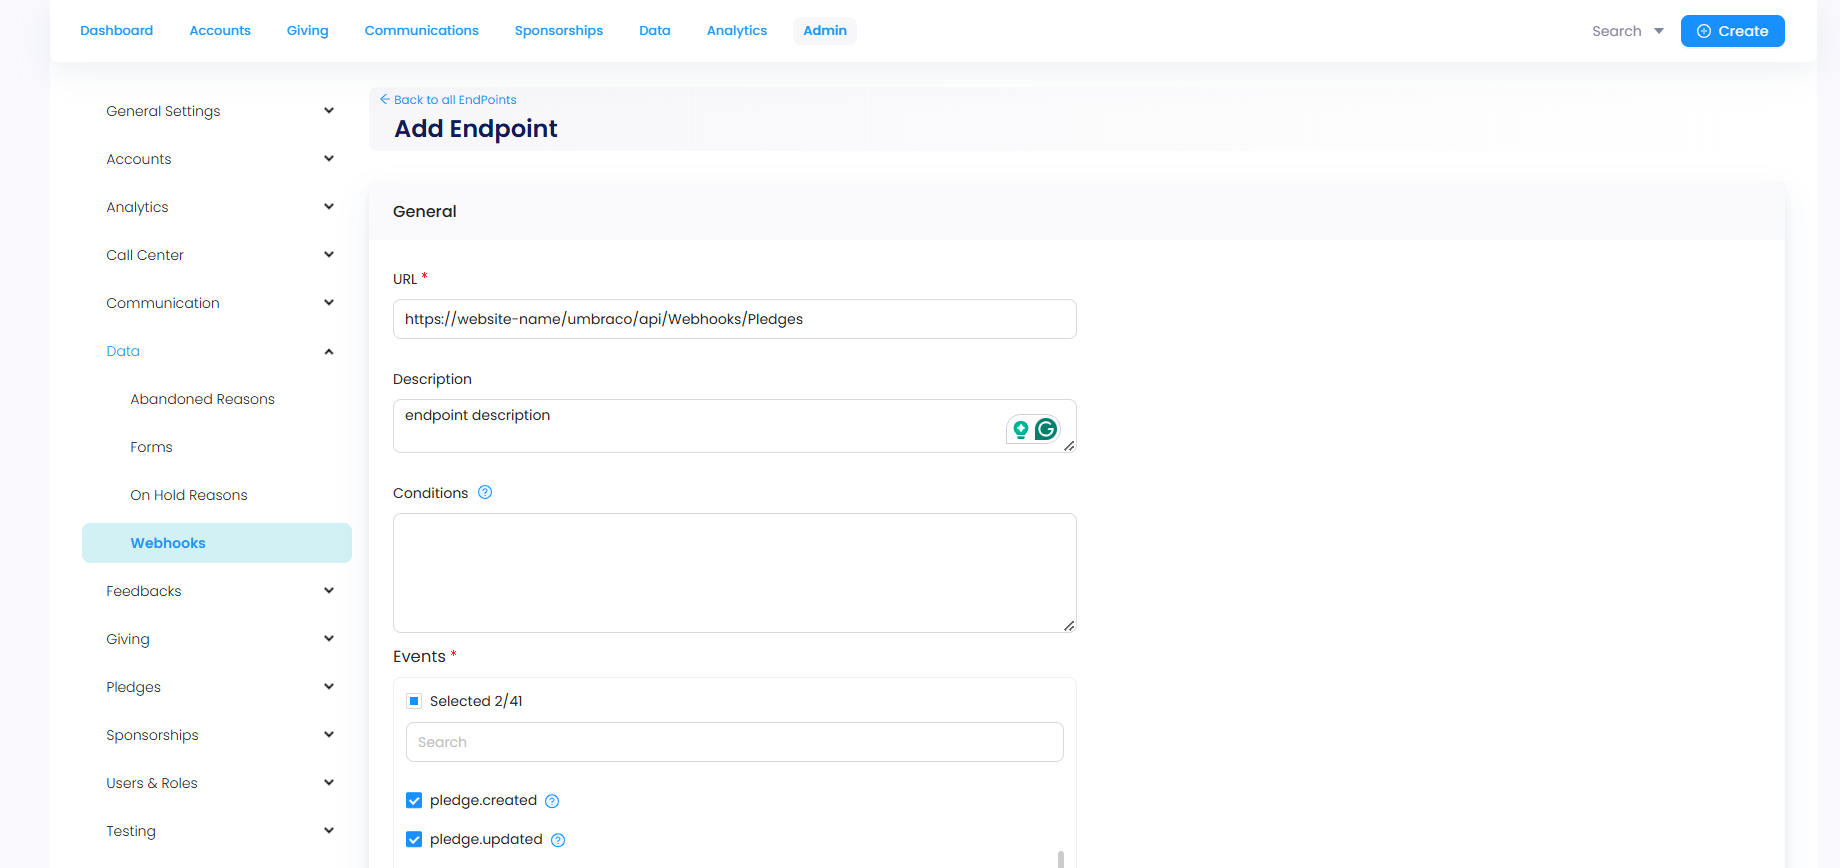 Dashboard Accounts Giving Communications Sponsorships Data Analytics Admin Search Create
General Settings
Accounts
Analytics
Call Center
Communication
Data
Abandoned Reasons
Forms
On Hold Reasons
Webhooks
Feedbacks
Giving
Pledges
Sponsorships
Users & Roles
Testing
Back to all EndPoints
Add Endpoint
General
URL *
https://website-name/umbraco/api/Webhooks/Pledges
Description
endpoint description
Conditions
Events *
Selected 2/41
Search
pledge.created
pledge.updated